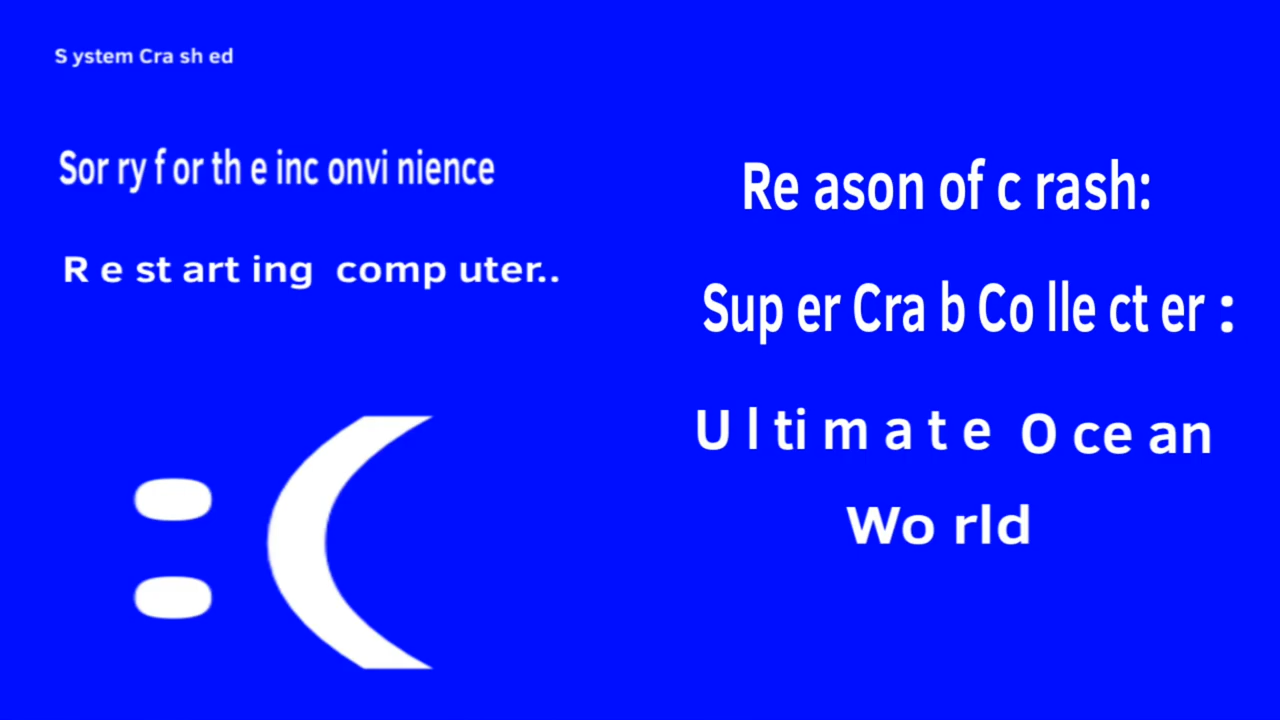 System Crashed
Sorry for the inconvinience
Restarting computer..
:(
Reason of crash:
Super Crab Collecter :
Ultimate Ocean
World